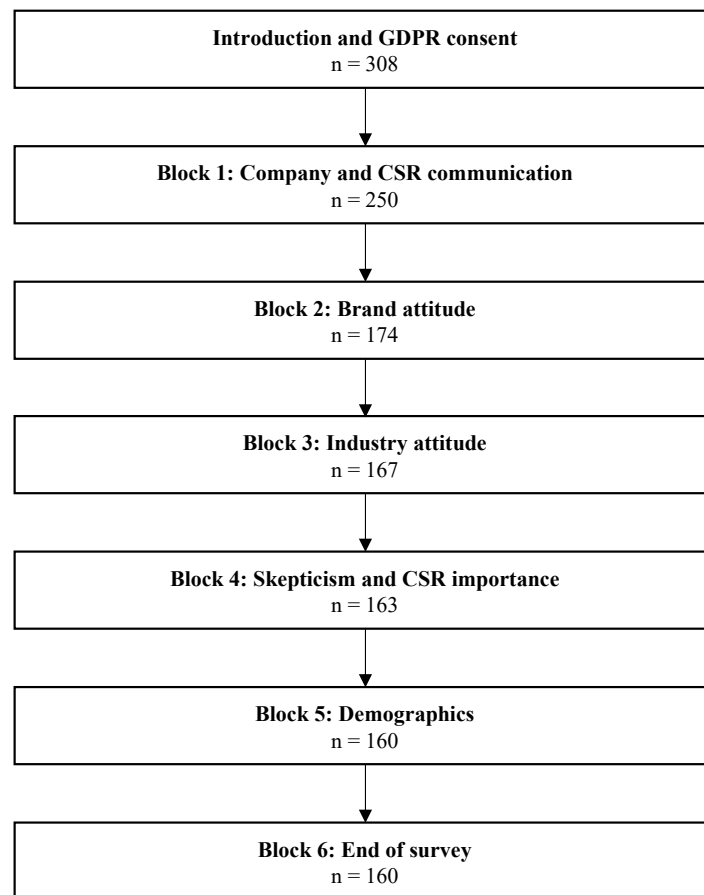 Introduction and GDPR consent
n = 308
Block 1: Company and CSR communication
n = 250
Block 2: Brand attitude
n = 174
Block 3: Industry attitude
n = 167
Block 4: Skepticism and CSR importance
n = 163
Block 5: Demographics
n = 160
Block 6: End of survey
n = 160